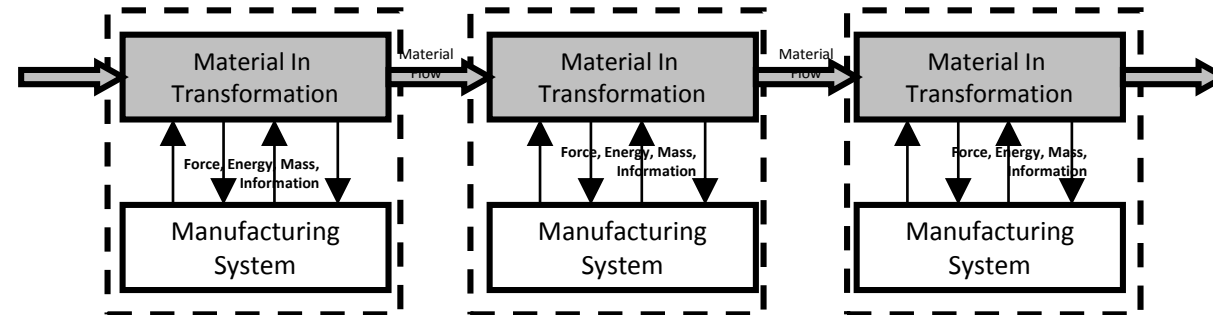 Material In
Transformation
Material
Flow
Material In
Transformation
Material
Flow
Material In
Transformation
Force, Energy, Mass,
Information
Force, Energy, Mass,
Information
Force, Energy, Mass,
Information
Manufacturing
System
Manufacturing
System
Manufacturing
System